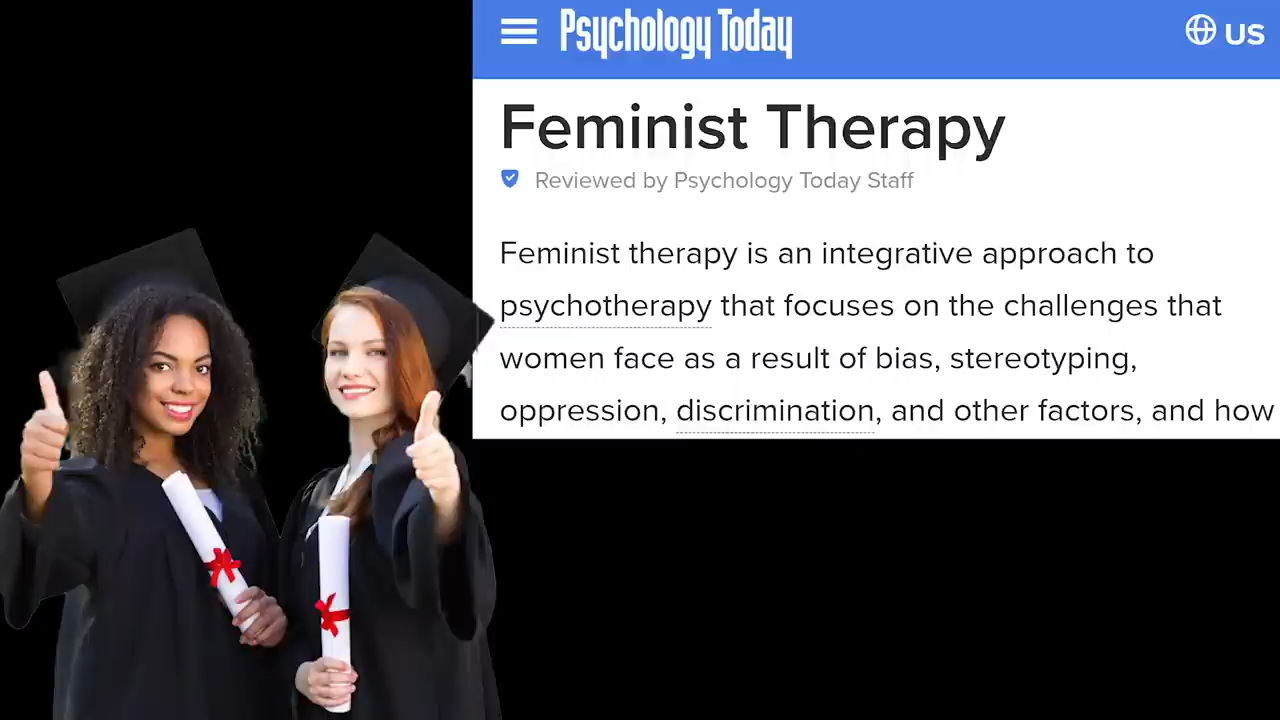 Psychology Today
US
Feminist Therapy
Reviewed by Psychology Today Staff
Feminist therapy is an integrative approach to
psychotherapy that focuses on the challenges that
women face as a result of bias, stereotyping,
oppression, discrimination, and other factors, and how